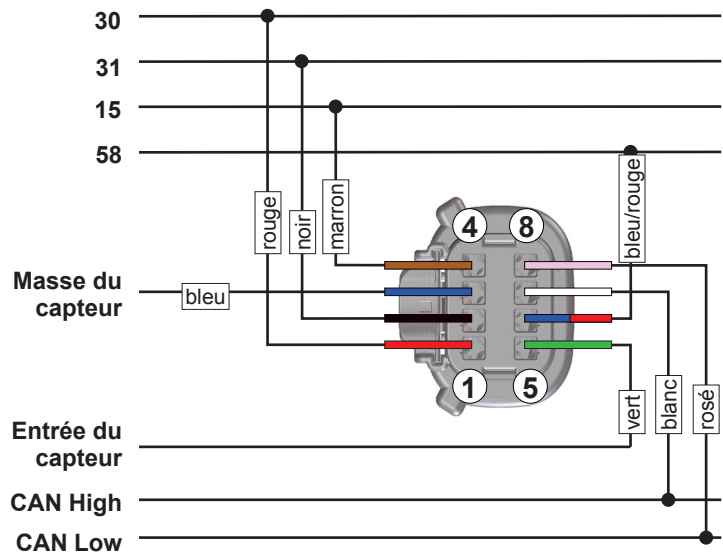 30
31
15
58
rouge
noir
marron
bleu/rouge
4
8
Masse du
capteur
bleu
1
5
vert
blanc
rosé
Entrée du
capteur
CAN High
CAN Low